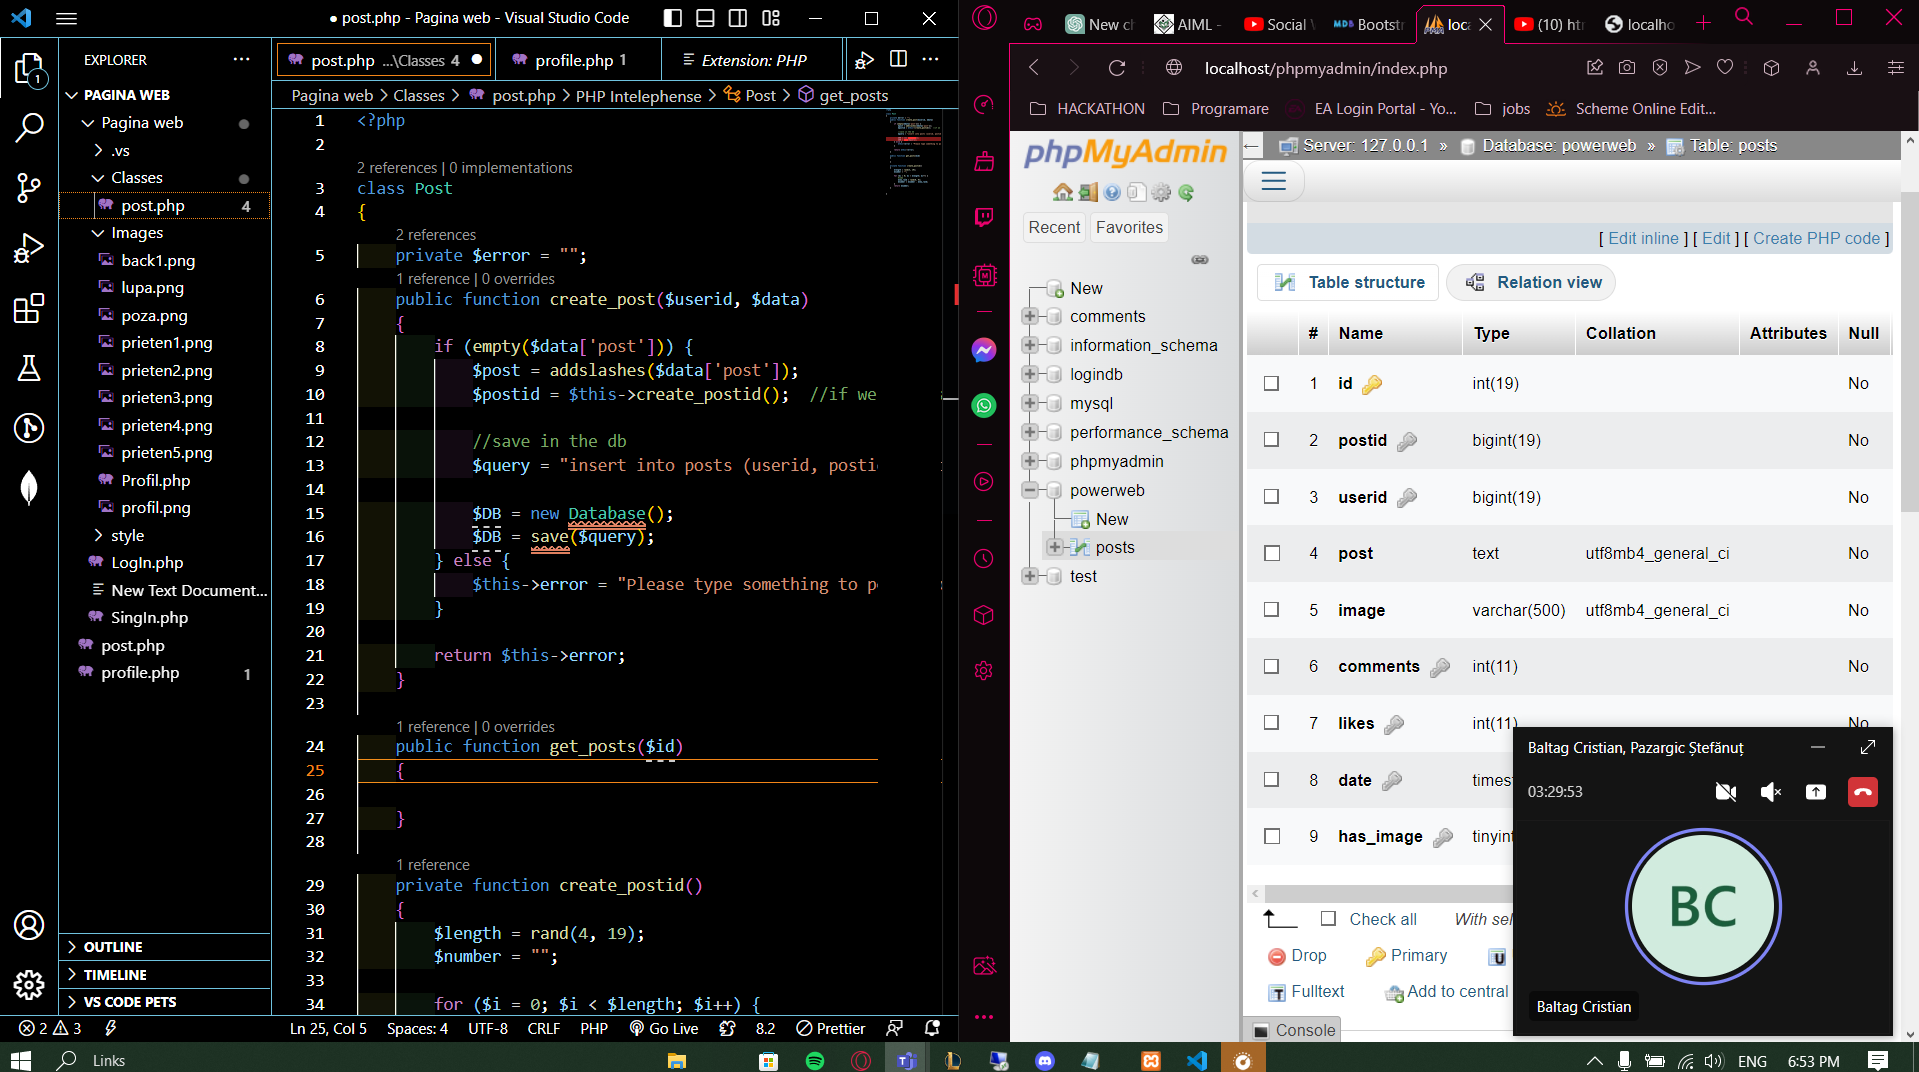 post.php - Pagina web - Visual Studio Code
EXPLORER
PAGINA WEB
Pagina web
.vs
Classes
post.php 4
Images
back1.png
lupa.png
poza.png
prieten1.png
prieten2.png
prieten3.png
prieten4.png
prieten5.png
Profil.php
profil.png
style
LogIn.php
New Text Document...
SingIn.php
post.php
profile.php 1
OUTLINE
TIMELINE
VS CODE PETS
1
post.php ...\Classes 4
profile.php 1
Extension: PHP
Pagina web > Classes > post.php > PHP Intelephense > Post > get_posts
1 <?php
2
2 references | 0 implementations
3 class Post
4 {
2 references
5 private $error = "";
1 reference | 0 overrides
6 public function create_post($userid, $data)
7 {
8 if (empty($data['post'])) {
9 $post = addslashes($data['post']);
10 $postid = $this->create_postid(); //if we
11
12 //save in the db
13 $query = "insert into posts (userid, posti
14
15 $DB = new Database();
16 $DB = save($query);
17 } else {
18 $this->error = "Please type something to p
19 }
20
21 return $this->error;
22 }
23
1 reference | 0 overrides
24 public function get_posts($id)
25 {
26
27 }
28
1 reference
29 private function create_postid()
30 {
31 $length = rand(4, 19);
32 $number = "";
33
34 for ($i = 0; $i < $length; $i++) {
2 3
Ln 25, Col 5 Spaces: 4 UTF-8 CRLF PHP Go Live 8.2 Prettier
New ch
AIML -
Social
Bootstr
loc
(10) ht
localho
localhost/phpmyadmin/index.php
HACKATHON Programare EA Login Portal - Yo... jobs Scheme Online Edit...
phpMyAdmin
Recent Favorites
New
comments
information_schema
logindb
mysql
performance_schema
phpmyadmin
powerweb
New
posts
test
Server: 127.0.0.1 » Database: powerweb » Table: posts
[ Edit inline ] [ Edit ] [ Create PHP code ]
Table structure Relation view
# Name Type Collation Attributes Null
1 id int(19) No
2 postid bigint(19) No
3 userid bigint(19) No
4 post text utf8mb4_general_ci No
5 image varchar(500) utf8mb4_general_ci No
6 comments int(11) No
7 likes int(11) No
8 date timest
9 has_image tinyint
Check all With sel
Drop Primary U
Fulltext Add to central
Console
Baltag Cristian, Pazargic Ștefănuț
03:29:53
BC
Baltag Cristian
Links
ENG 6:53 PM